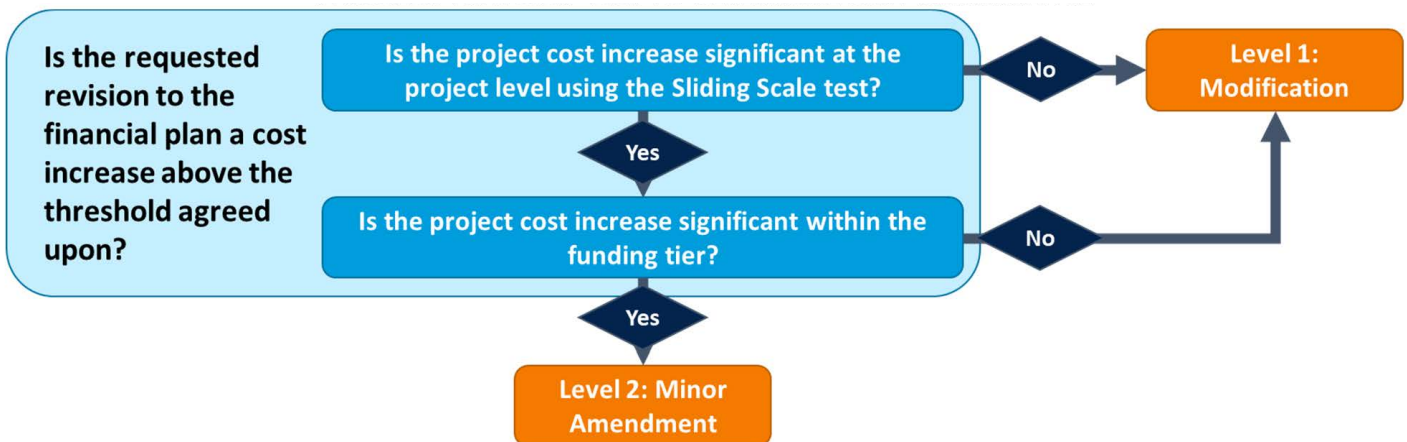 Is the requested
revision to the
financial plan a cost
increase above the
threshold agreed
upon?
Is the project cost increase significant at the
project level using the Sliding Scale test?
No
Level 1:
Modification
Yes
Is the project cost increase significant within the
funding tier?
No
Yes
Level 2: Minor
Amendment